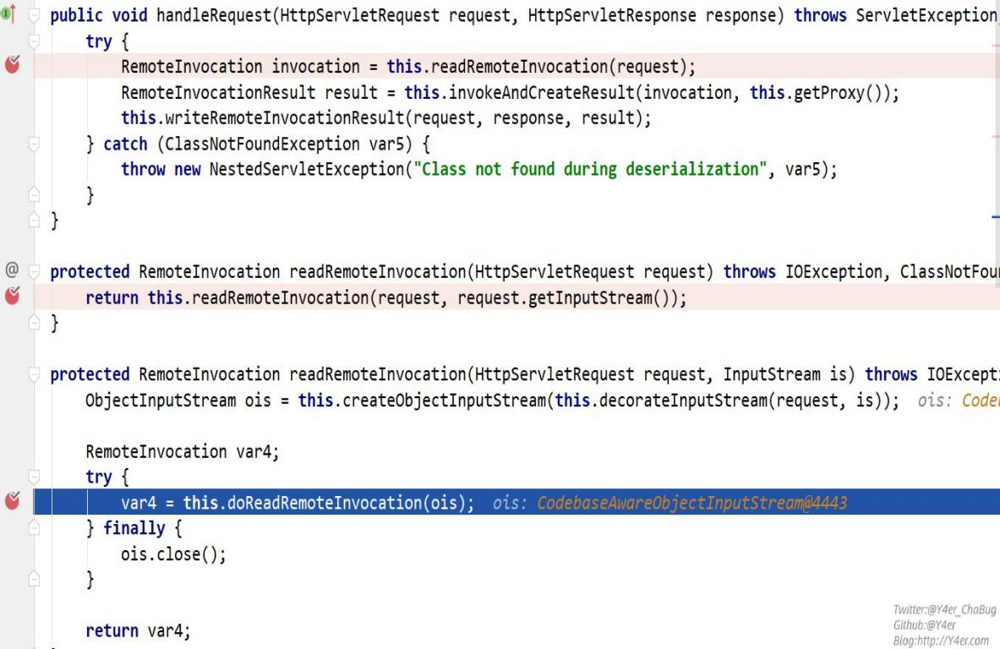 public void handleRequest(HttpServletRequest request, HttpServletResponse response) throws ServletException,
try {
RemoteInvocation invocation = this.readRemoteInvocation(request);
RemoteInvocationResult result = this.invokeAndCreateResult(invocation, this.getProxy());
this.writeRemoteInvocationResult(request, response, result);
} catch (ClassNotFoundException var5) {
throw new NestedServletException("Class not found during deserialization", var5);
}
}
@ protected RemoteInvocation readRemoteInvocation(HttpServletRequest request) throws IOException, ClassNotFou
return this.readRemoteInvocation(request, request.getInputStream());
}
protected RemoteInvocation readRemoteInvocation(HttpServletRequest request, InputStream is) throws IOExcepti
ObjectInputStream ois = this.createObjectInputStream(this.decorateInputStream(request, is)); ois: Code
RemoteInvocation var4;
try {
var4 = this.doReadRemoteInvocation(ois); ois: CodebaseAwareObjectInputStream@4443
} finally {
ois.close();
}
return var4;
Twitter:@Y4er_ChaBug
Github:@Y4er
Blog:http://Y4er.com